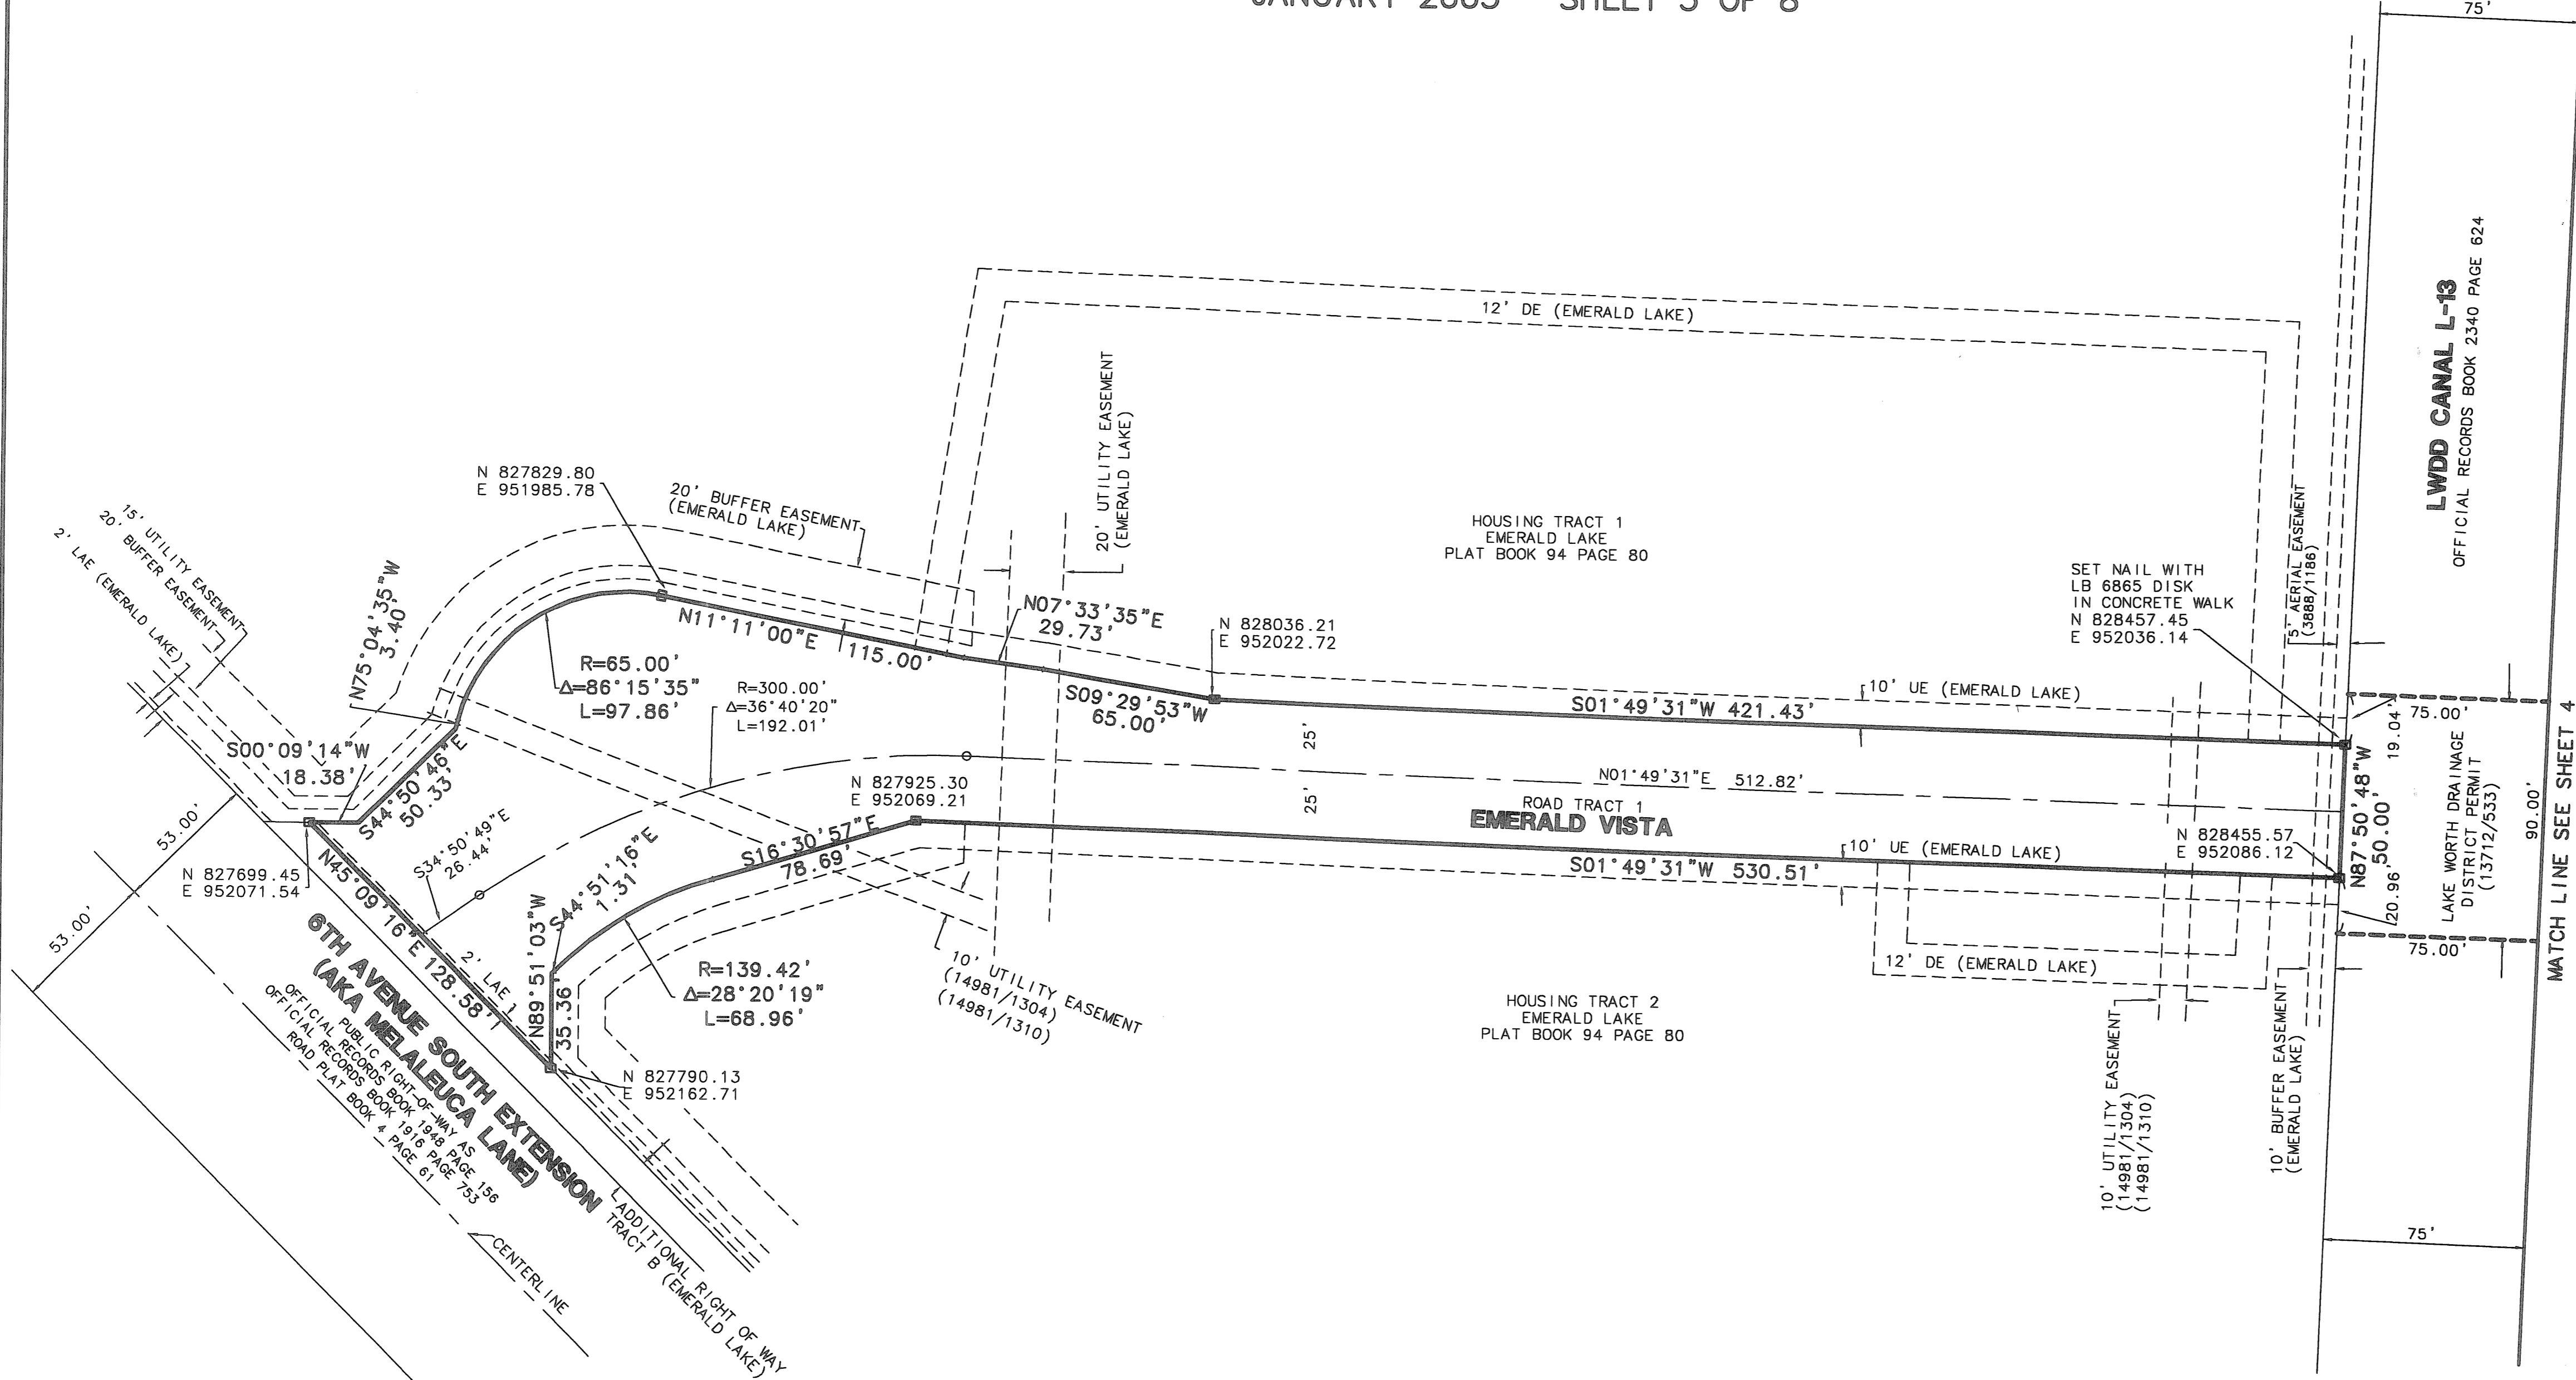 75'
N 827829.80
E 951985.78
20' BUFFER EASEMENT
(EMERALD LAKE)
15' UTILITY EASEMENT
20' BUFFER EASEMENT
2' LAE (EMERALD LAKE)
N75°04'35"W
3.40'
S00°09'14"W
18.38'
S44°50'46"E
50.33'
R=65.00'
Δ=86°15'35"
L=97.86'
N11°11'00"E
115.00'
R=300.00'
Δ=36°40'20"
L=192.01'
12' DE (EMERALD LAKE)
20' UTILITY EASEMENT
(EMERALD LAKE)
N07°33'35"E
29.73'
S09°29'53"W
65.00'
N 828036.21
E 952022.72
HOUSING TRACT 1
EMERALD LAKE
PLAT BOOK 94 PAGE 80
10' UE (EMERALD LAKE)
S01°49'31"W 421.43'
SET NAIL WITH
LB 6865 DISK
IN CONCRETE WALK
N 828457.45
E 952036.14
5' AERIAL EASEMENT
(3888/1186)
LWDD CANAL L-13
OFFICIAL RECORDS BOOK 2340 PAGE 624
75.00'
19.04'
N87°50'48"W
50.00'
20.96'
LAKE WORTH DRAINAGE
DISTRICT PERMIT
(13712/533)
90.00'
75.00'
MATCH LINE SEE SHEET 4
25'
25'
N01°49'31"E 512.82'
ROAD TRACT 1
EMERALD VISTA
N 828455.57
E 952086.12
10' UE (EMERALD LAKE)
S01°49'31"W 530.51'
12' DE (EMERALD LAKE)
HOUSING TRACT 2
EMERALD LAKE
PLAT BOOK 94 PAGE 80
10' UTILITY EASEMENT
(14981/1304)
(14981/1310)
10' BUFFER EASEMENT
(EMERALD LAKE)
75'
N 827925.30
E 952069.21
S16°30'57"E
78.69'
S44°51'16"E
1.31'
R=139.42'
Δ=28°20'19"
L=68.96'
10' UTILITY EASEMENT
(14981/1304)
(14981/1310)
N89°51'03"W
35.36'
N 827790.13
E 952162.71
S34°50'49"E
26.44'
N 827699.45
E 952071.54
N45°09'16"E 128.58'
2' LAE
53.00'
53.00'
6TH AVENUE SOUTH EXTENSION
(AKA MELALEUCA LANE)
PUBLIC RIGHT-OF-WAY AS
OFFICIAL RECORDS BOOK 1948 PAGE 156
OFFICIAL RECORDS BOOK 1916 PAGE 753
ROAD PLAT BOOK 4 PAGE 61
CENTERLINE
ADDITIONAL RIGHT OF WAY
TRACT B (EMERALD LAKE)